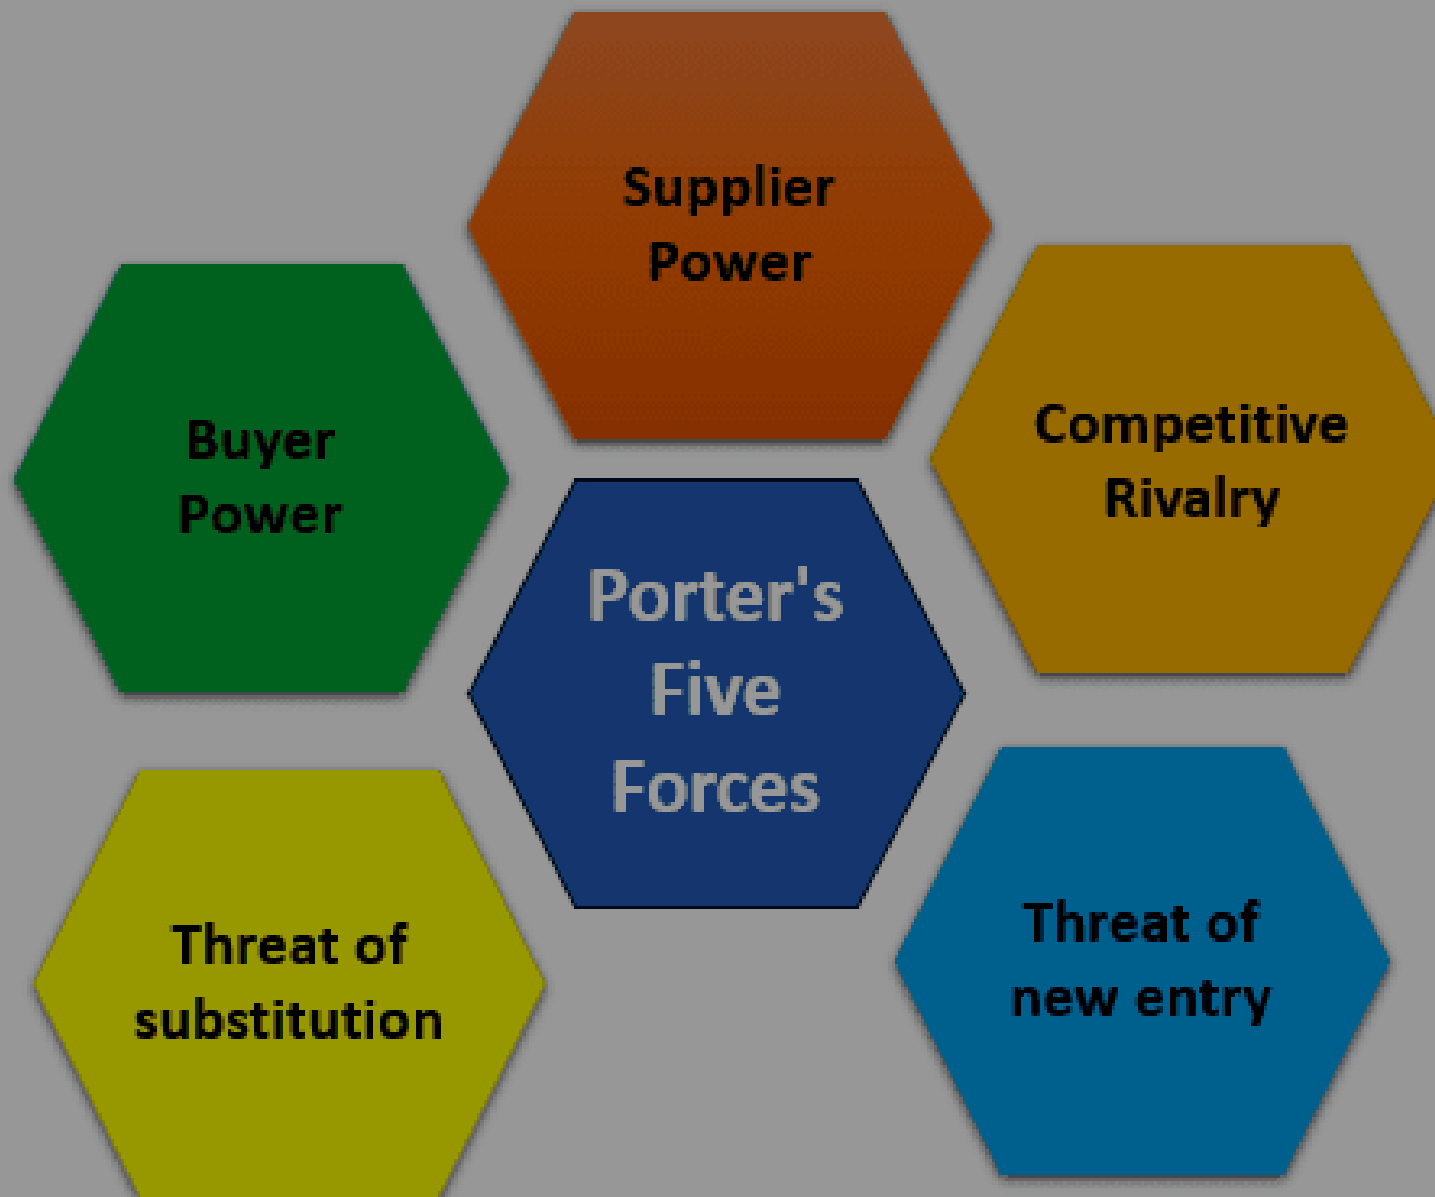 Supplier
Power
Buyer
Power
Competitive
Rivalry
Porter's
Five
Forces
Threat of
substitution
Threat of
new entry